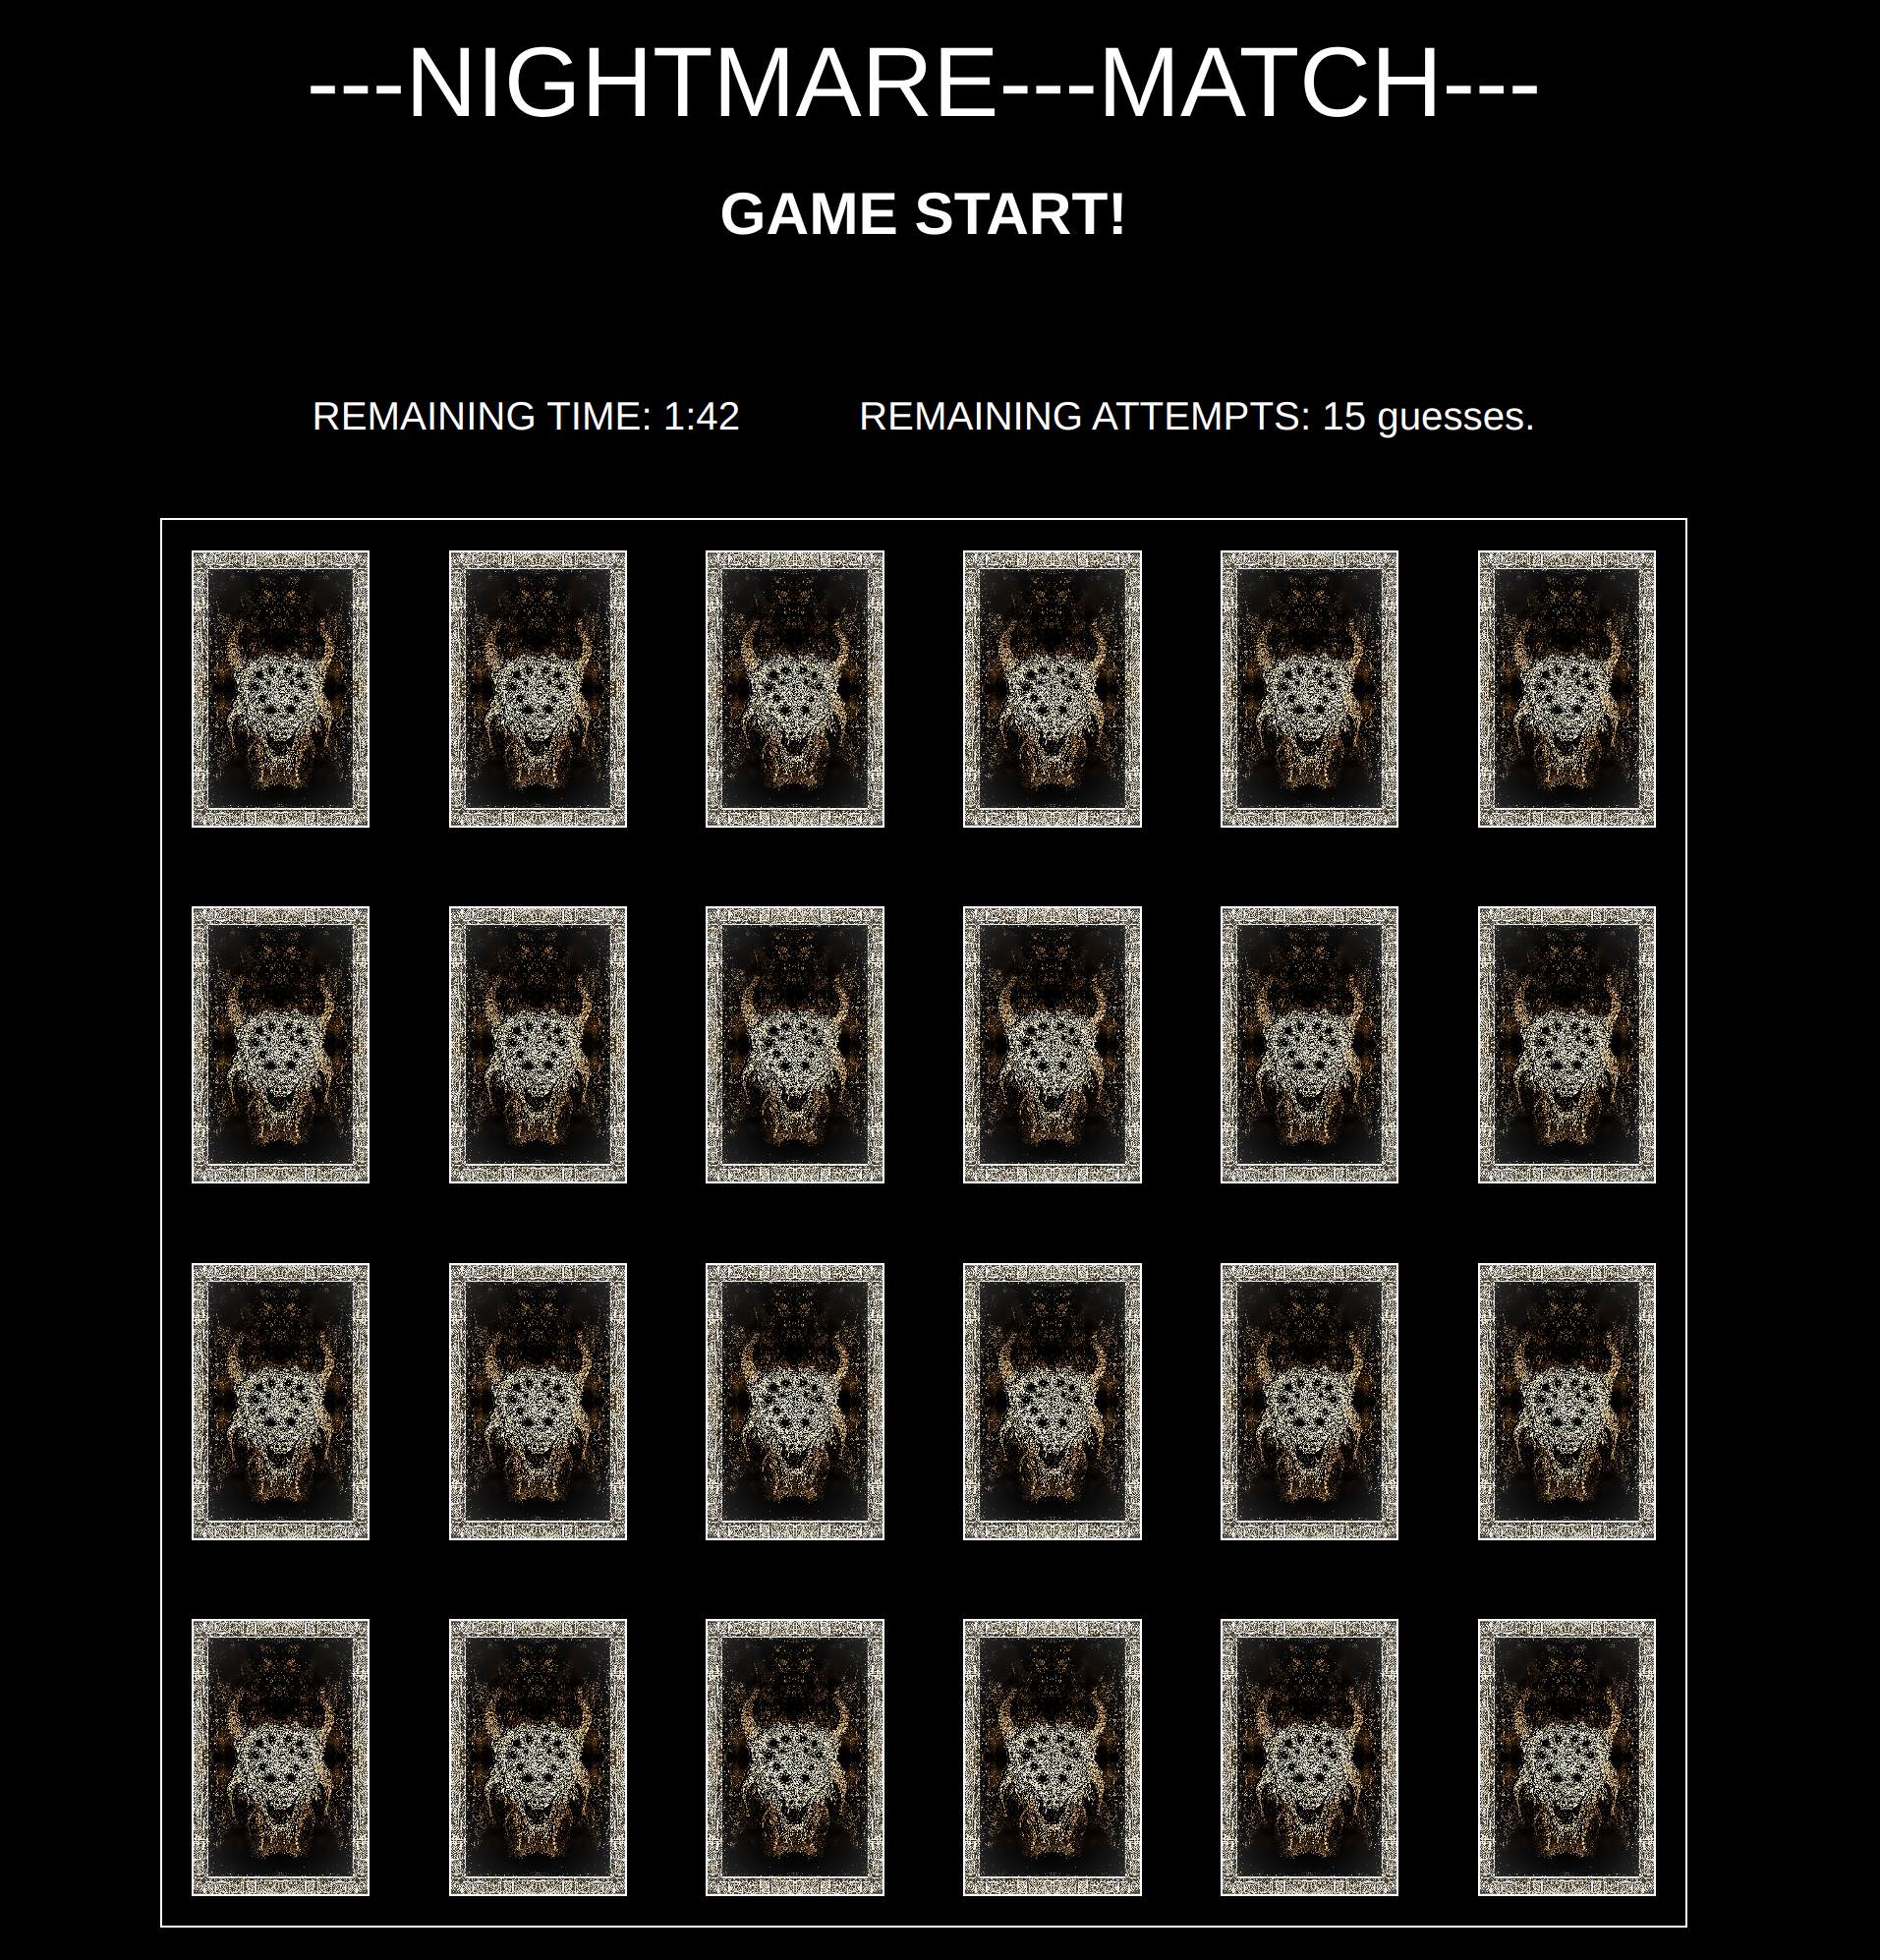 ---NIGHTMARE---MATCH---
GAME START!
REMAINING TIME: 1:42 REMAINING ATTEMPTS: 15 guesses.